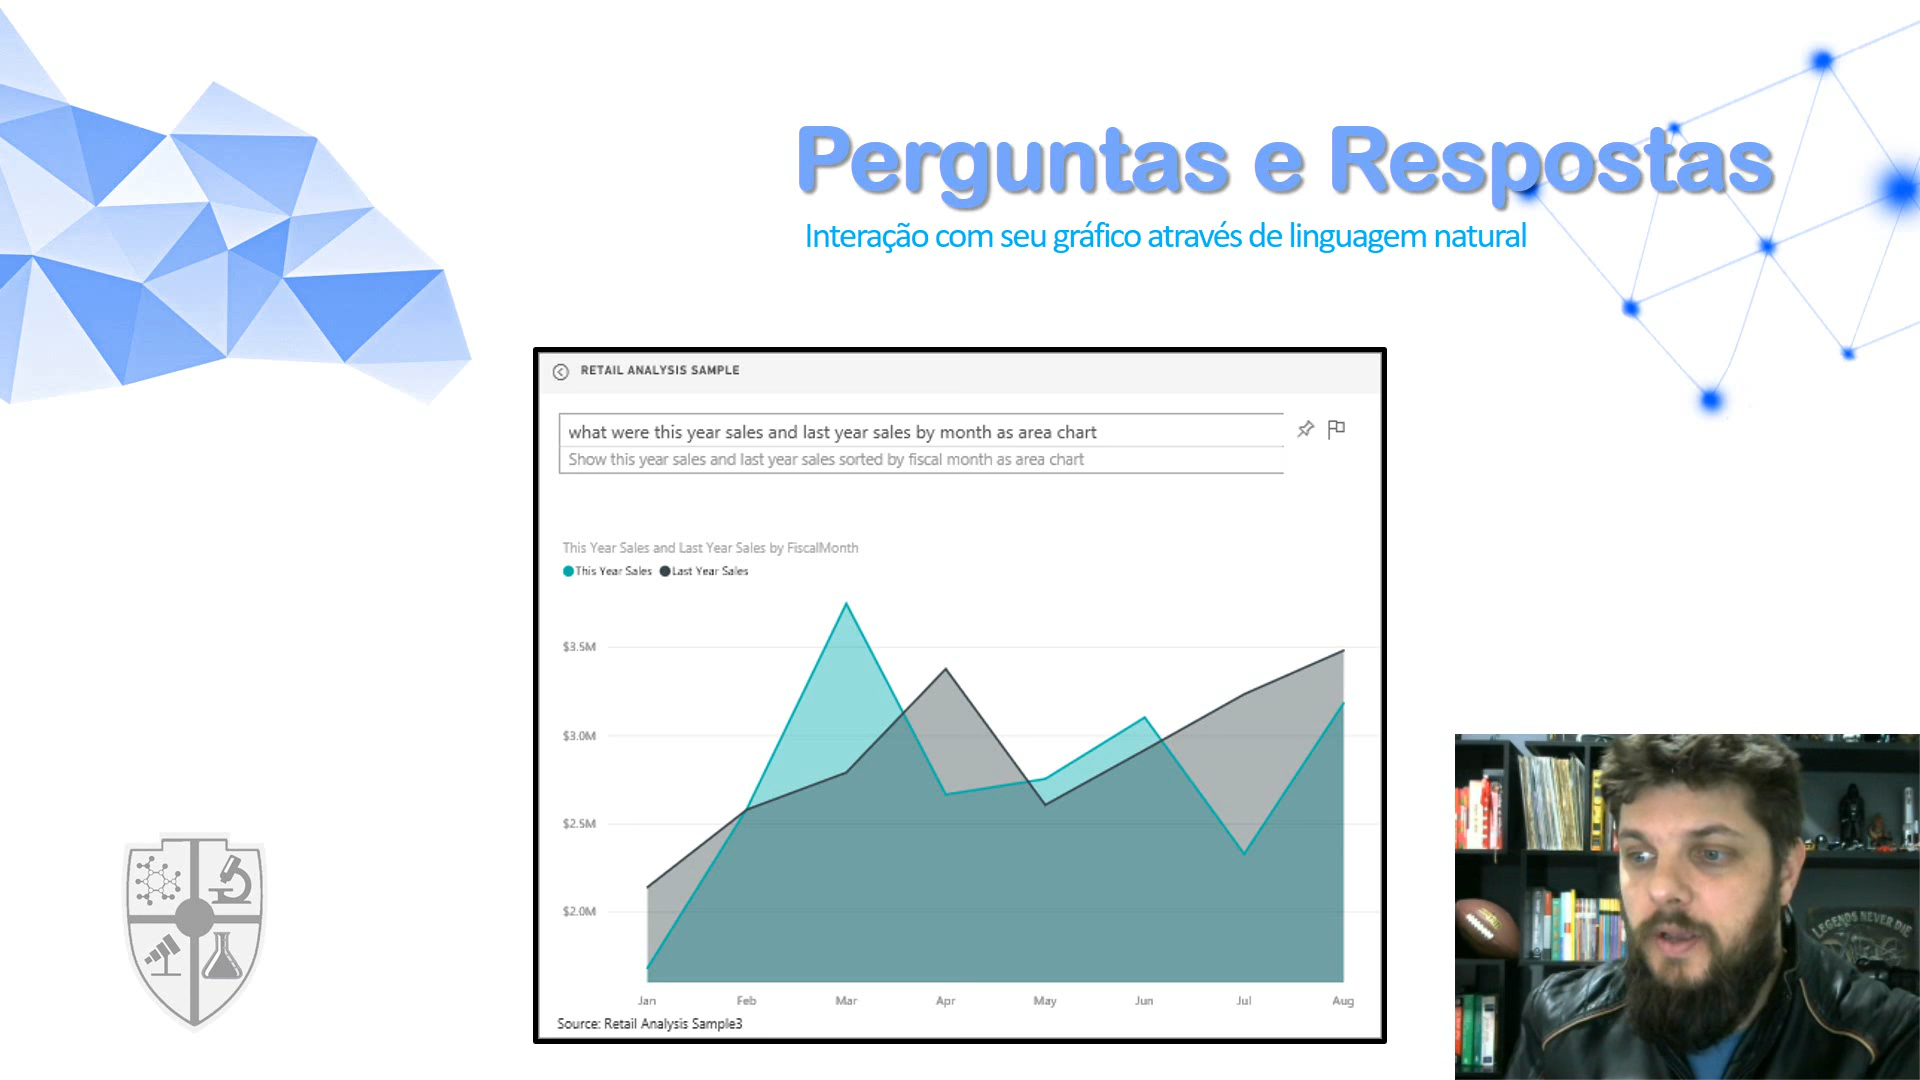 Perguntas e Respostas
Interação com seu gráfico através de linguagem natural
RETAIL ANALYSIS SAMPLE
what were this year sales and last year sales by month as area chart
Show this year sales and last year sales sorted by fiscal month as area chart
This Year Sales and Last Year Sales by FiscalMonth
This Year Sales Last Year Sales
$3.5M
$3.0M
$2.5M
$2.0M
Jan Feb Mar Apr May Jun Jul Aug
Source: Retail Analysis Sample3
LEGENDS NEVER DIE